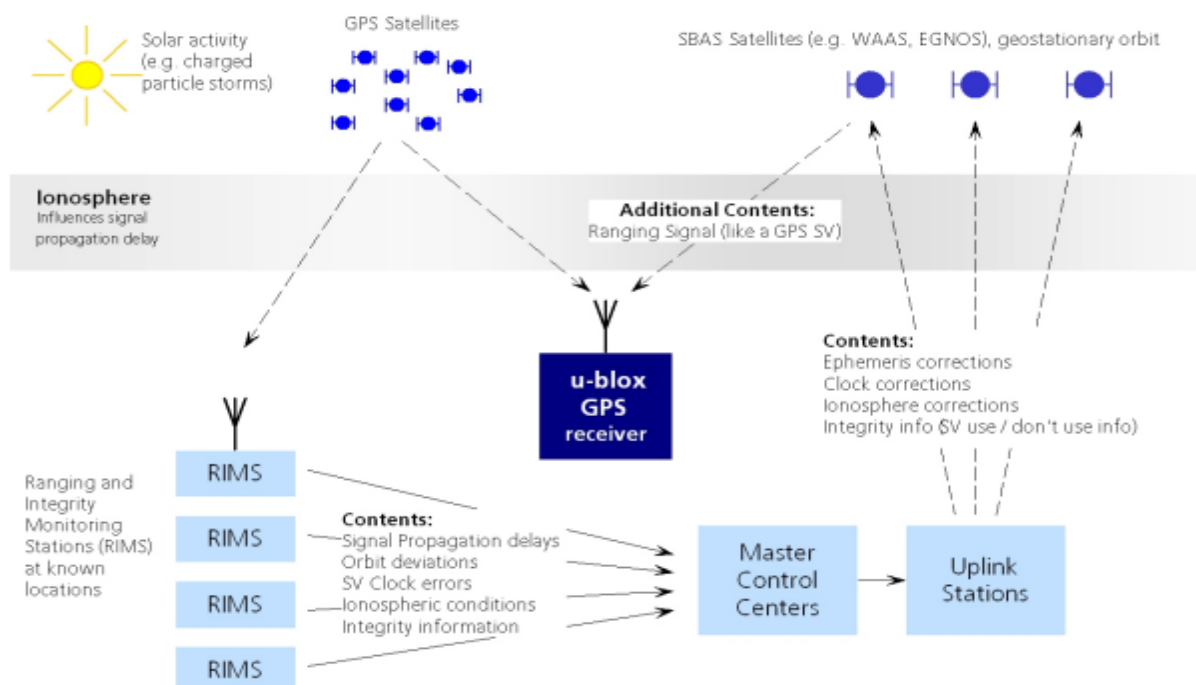 GPS Satellites
Solar activity
(e.g. charged
particle storms)
SBAS Satellites (e.g. WAAS, EGNOS), geostationary orbit
Ionosphere
Influences signal
propagation delay
Additional Contents:
Ranging Signal (like a GPS SV)
u-blox
GPS
receiver
Contents:
Ephemeris corrections
Clock corrections
Ionosphere corrections
Integrity info (SV use / don't use info)
Ranging and
Integrity
Monitoring
Stations (RIMS)
at known
locations
RIMS
RIMS
RIMS
RIMS
Contents:
Signal Propagation delays
Orbit deviations
SV Clock errors
Ionospheric conditions
Integrity information
Master
Control
Centers
Uplink
Stations